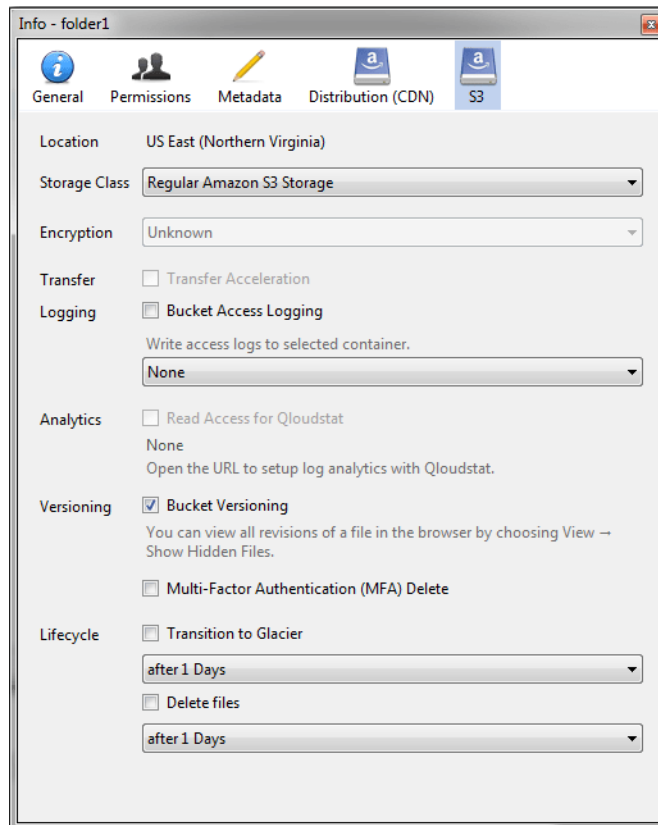 Info - folder1
General
Permissions
Metadata
Distribution (CDN)
S3
Location US East (Northern Virginia)
Storage Class Regular Amazon S3 Storage
Encryption Unknown
Transfer Transfer Acceleration
Logging Bucket Access Logging
Write access logs to selected container.
None
Analytics Read Access for Qloudstat
None
Open the URL to setup log analytics with Qloudstat.
Versioning Bucket Versioning
You can view all revisions of a file in the browser by choosing View →
Show Hidden Files.
Multi-Factor Authentication (MFA) Delete
Lifecycle Transition to Glacier
after 1 Days
Delete files
after 1 Days